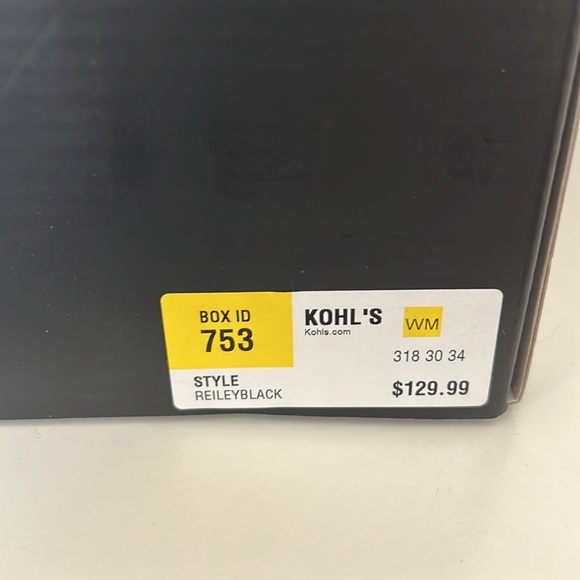 BOX ID
753
STYLE
REILEYBLACK
KOHL'S
Kohls.com
WM
318 30 34
$129.99